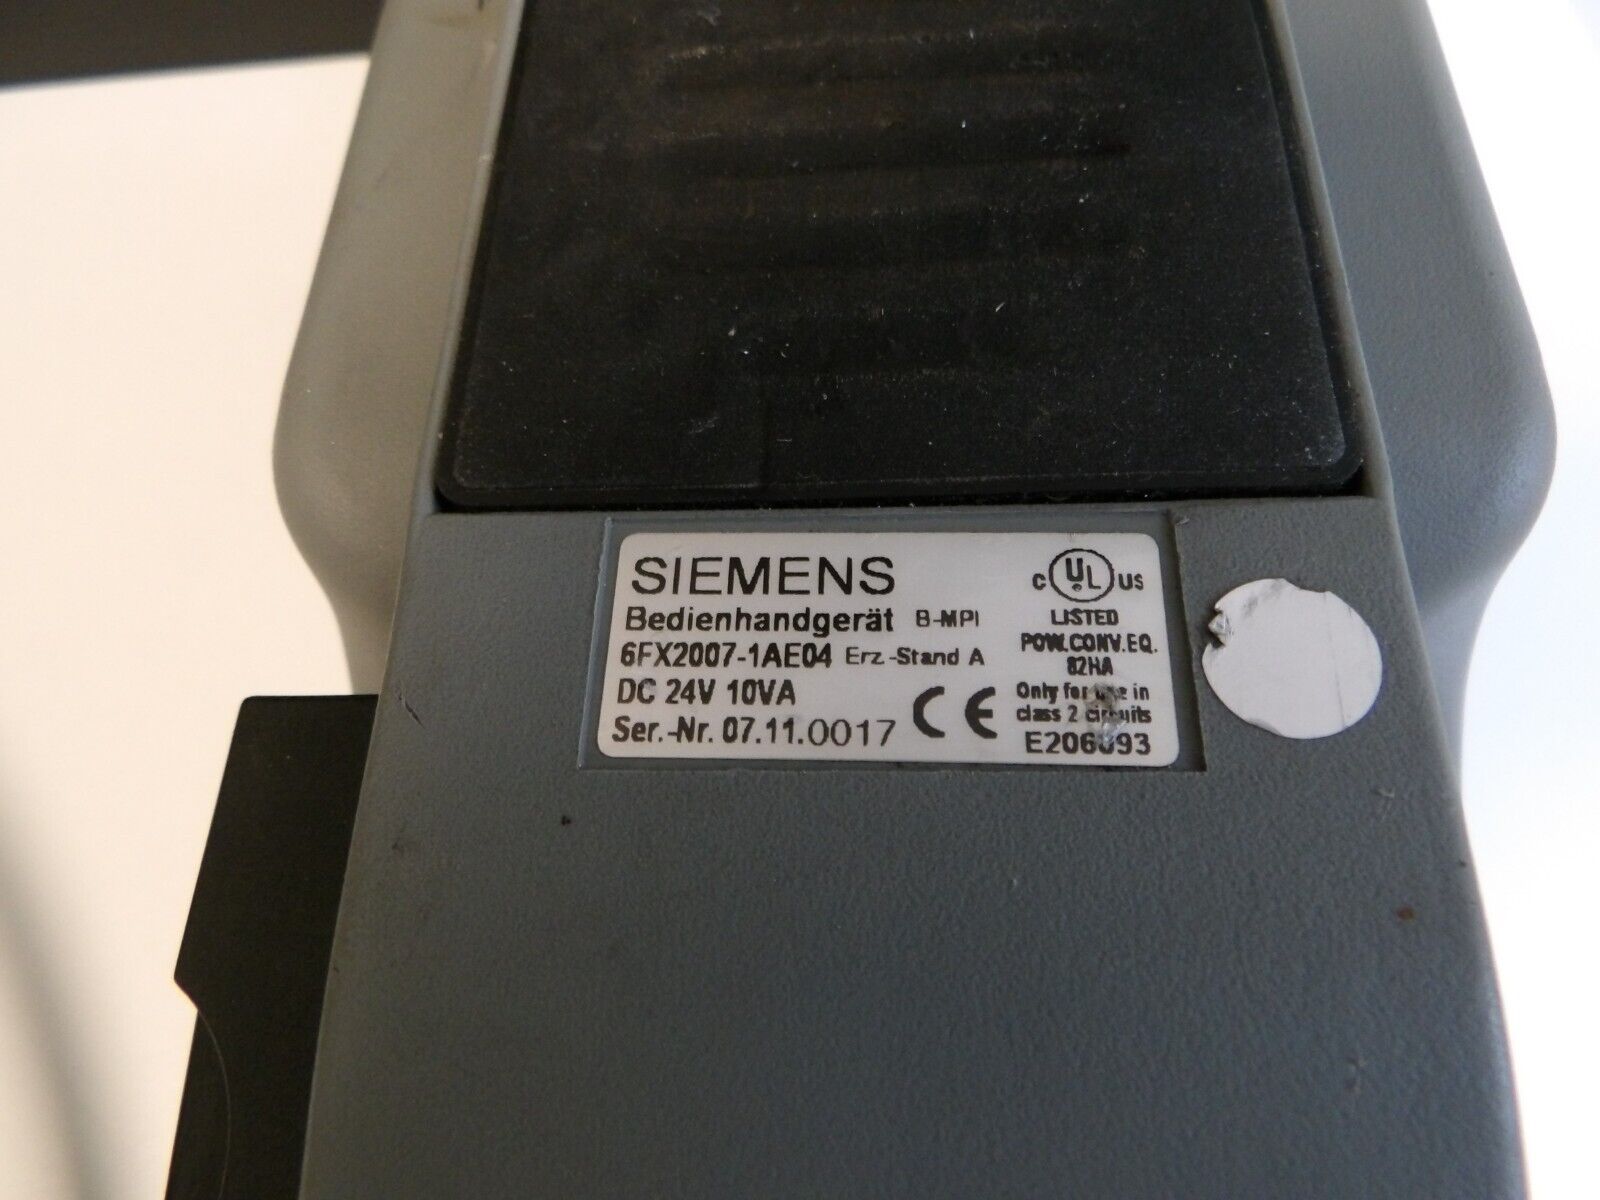 SIEMENS
Bedienhandgerät B-MPI
6FX2007-1AE04 Erz.-Stand A
DC 24V 10VA
Ser.-Nr. 07.11.0017 CE
c UL us
LISTED
POW.CONV.EQ.
82HA
Only for use in
class 2 circuits
E206093